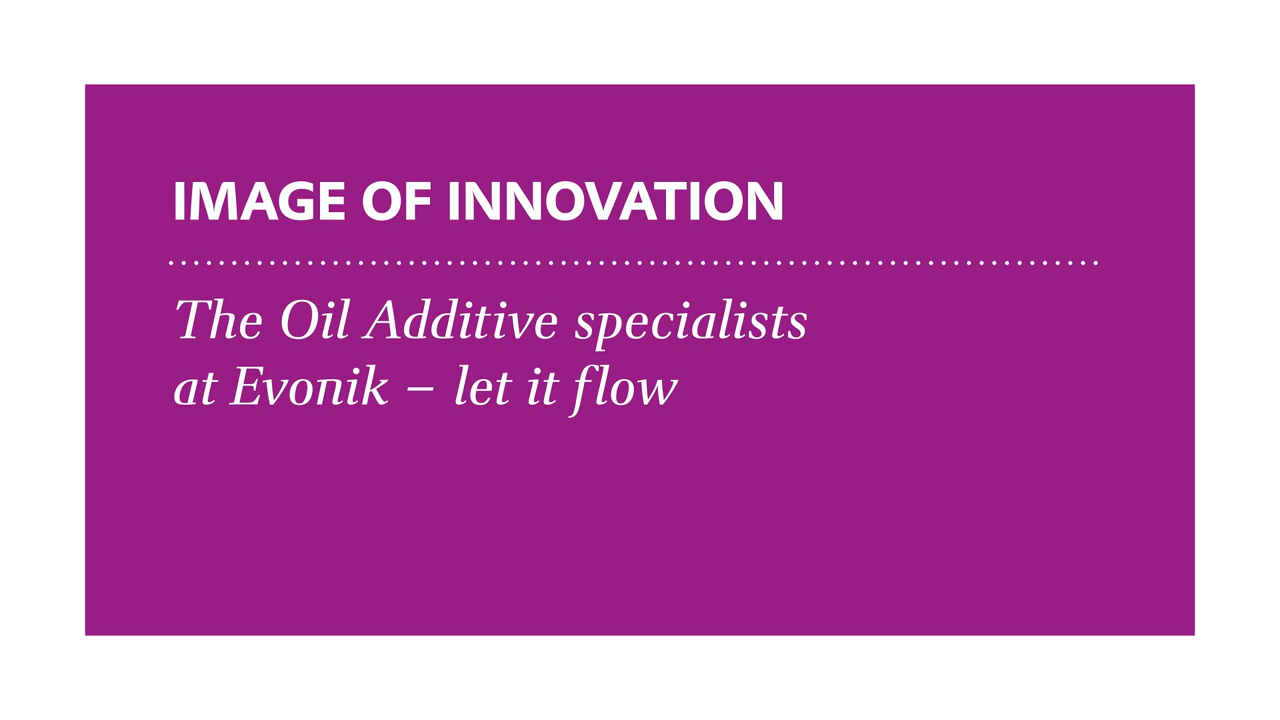 IMAGE OF INNOVATION
The Oil Additive specialists
at Evonik – let it flow